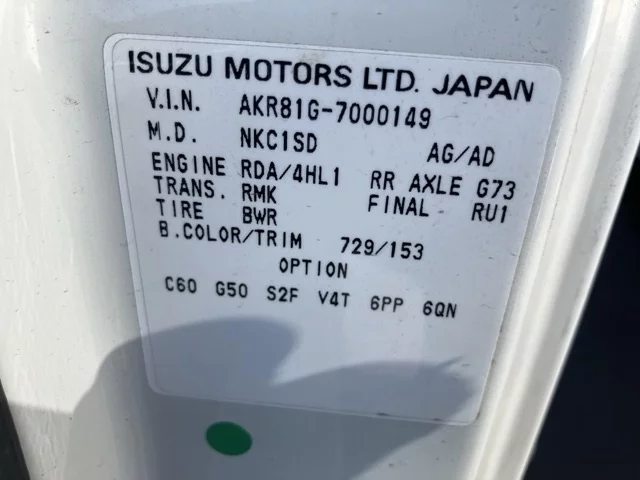 ISUZU MOTORS LTD. JAPAN
V.I.N. AKR81G-7000149
M.D. NKC1SD AG/AD
ENGINE RDA/4HL1 RR AXLE G73
TRANS. RMK FINAL RU1
TIRE BWR
B.COLOR/TRIM 729/153
OPTION
C60 G50 S2F V4T 6PP 6QN